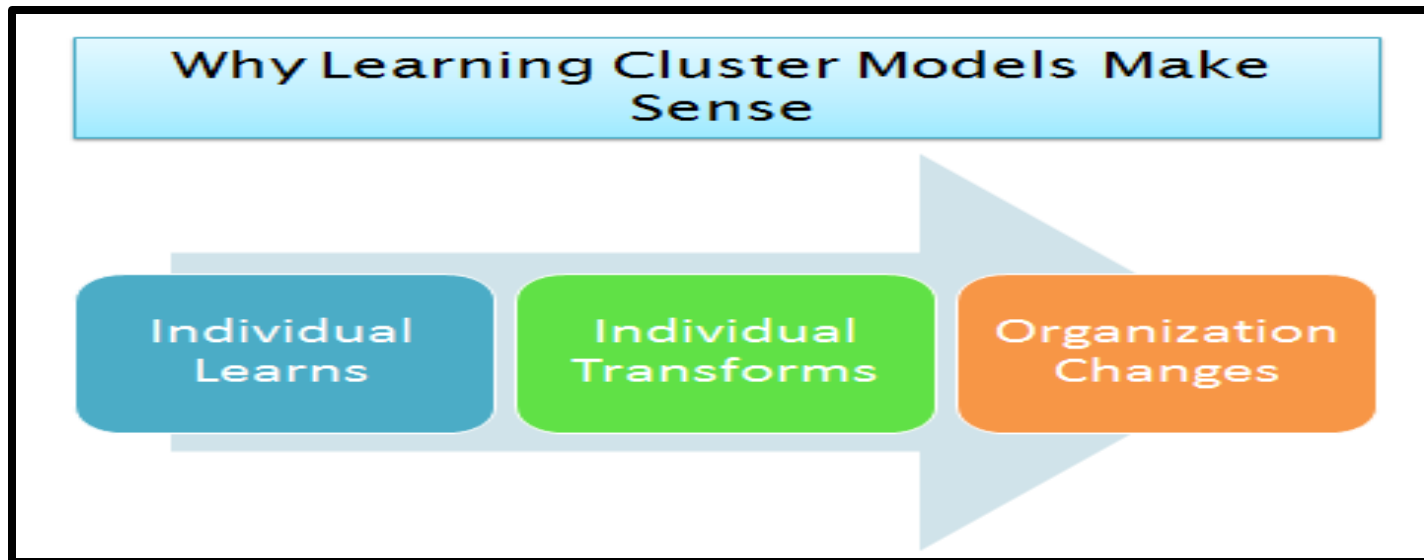 Why Learning Cluster Models Make
Sense
Individual
Learns
Individual
Transforms
Organization
Changes